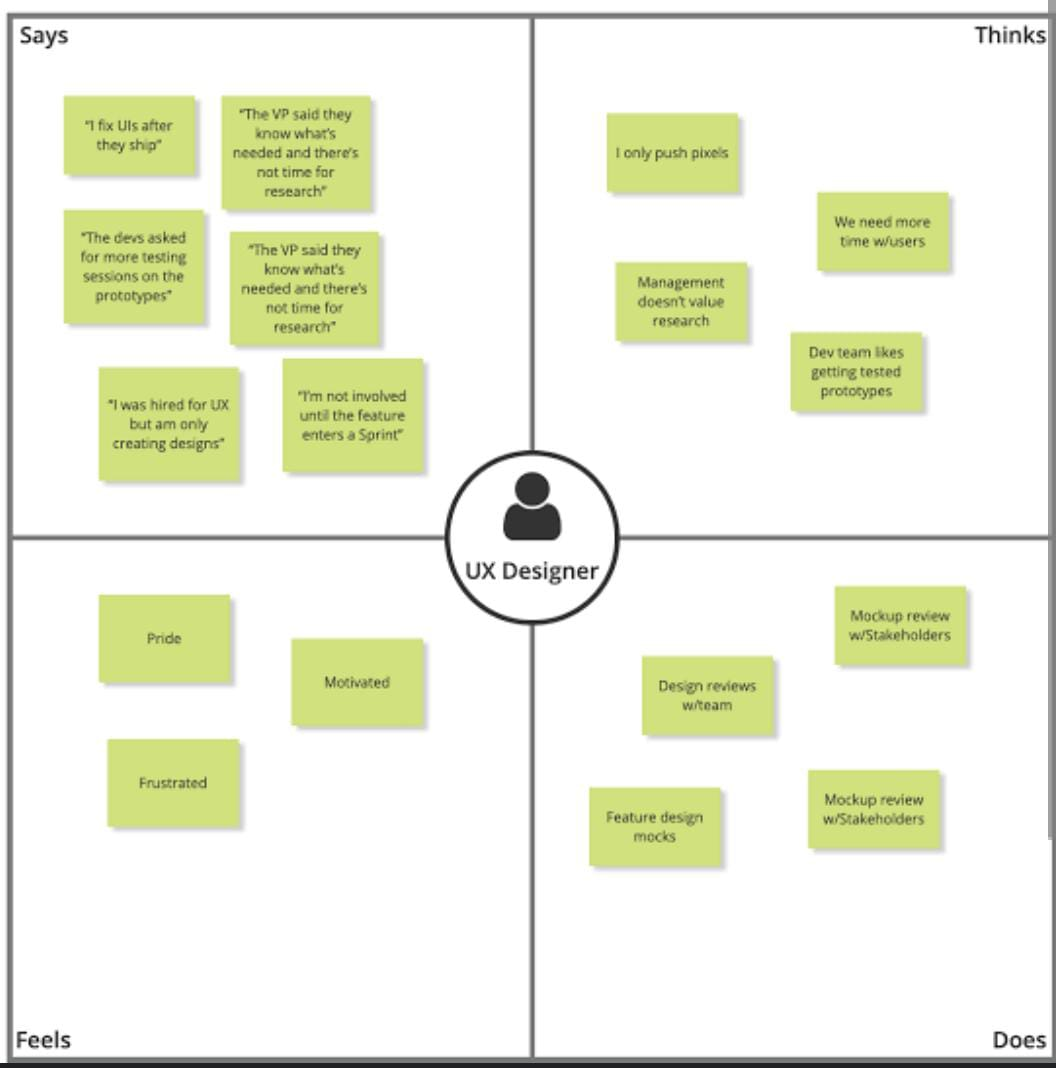 Says
“I fix UIs after
they ship”
“The VP said they
know what’s
needed and there’s
not time for
research”
“The devs asked
for more testing
sessions on the
prototypes”
“The VP said they
know what’s
needed and there’s
not time for
research”
“I was hired for UX
but am only
creating designs”
“I’m not involved
until the feature
enters a Sprint”
Thinks
I only push pixels
We need more
time w/users
Management
doesn’t value
research
Dev team likes
getting tested
prototypes
UX Designer
Pride
Motivated
Frustrated
Feels
Mockup review
w/Stakeholders
Design reviews
w/team
Feature design
mocks
Mockup review
w/Stakeholders
Does